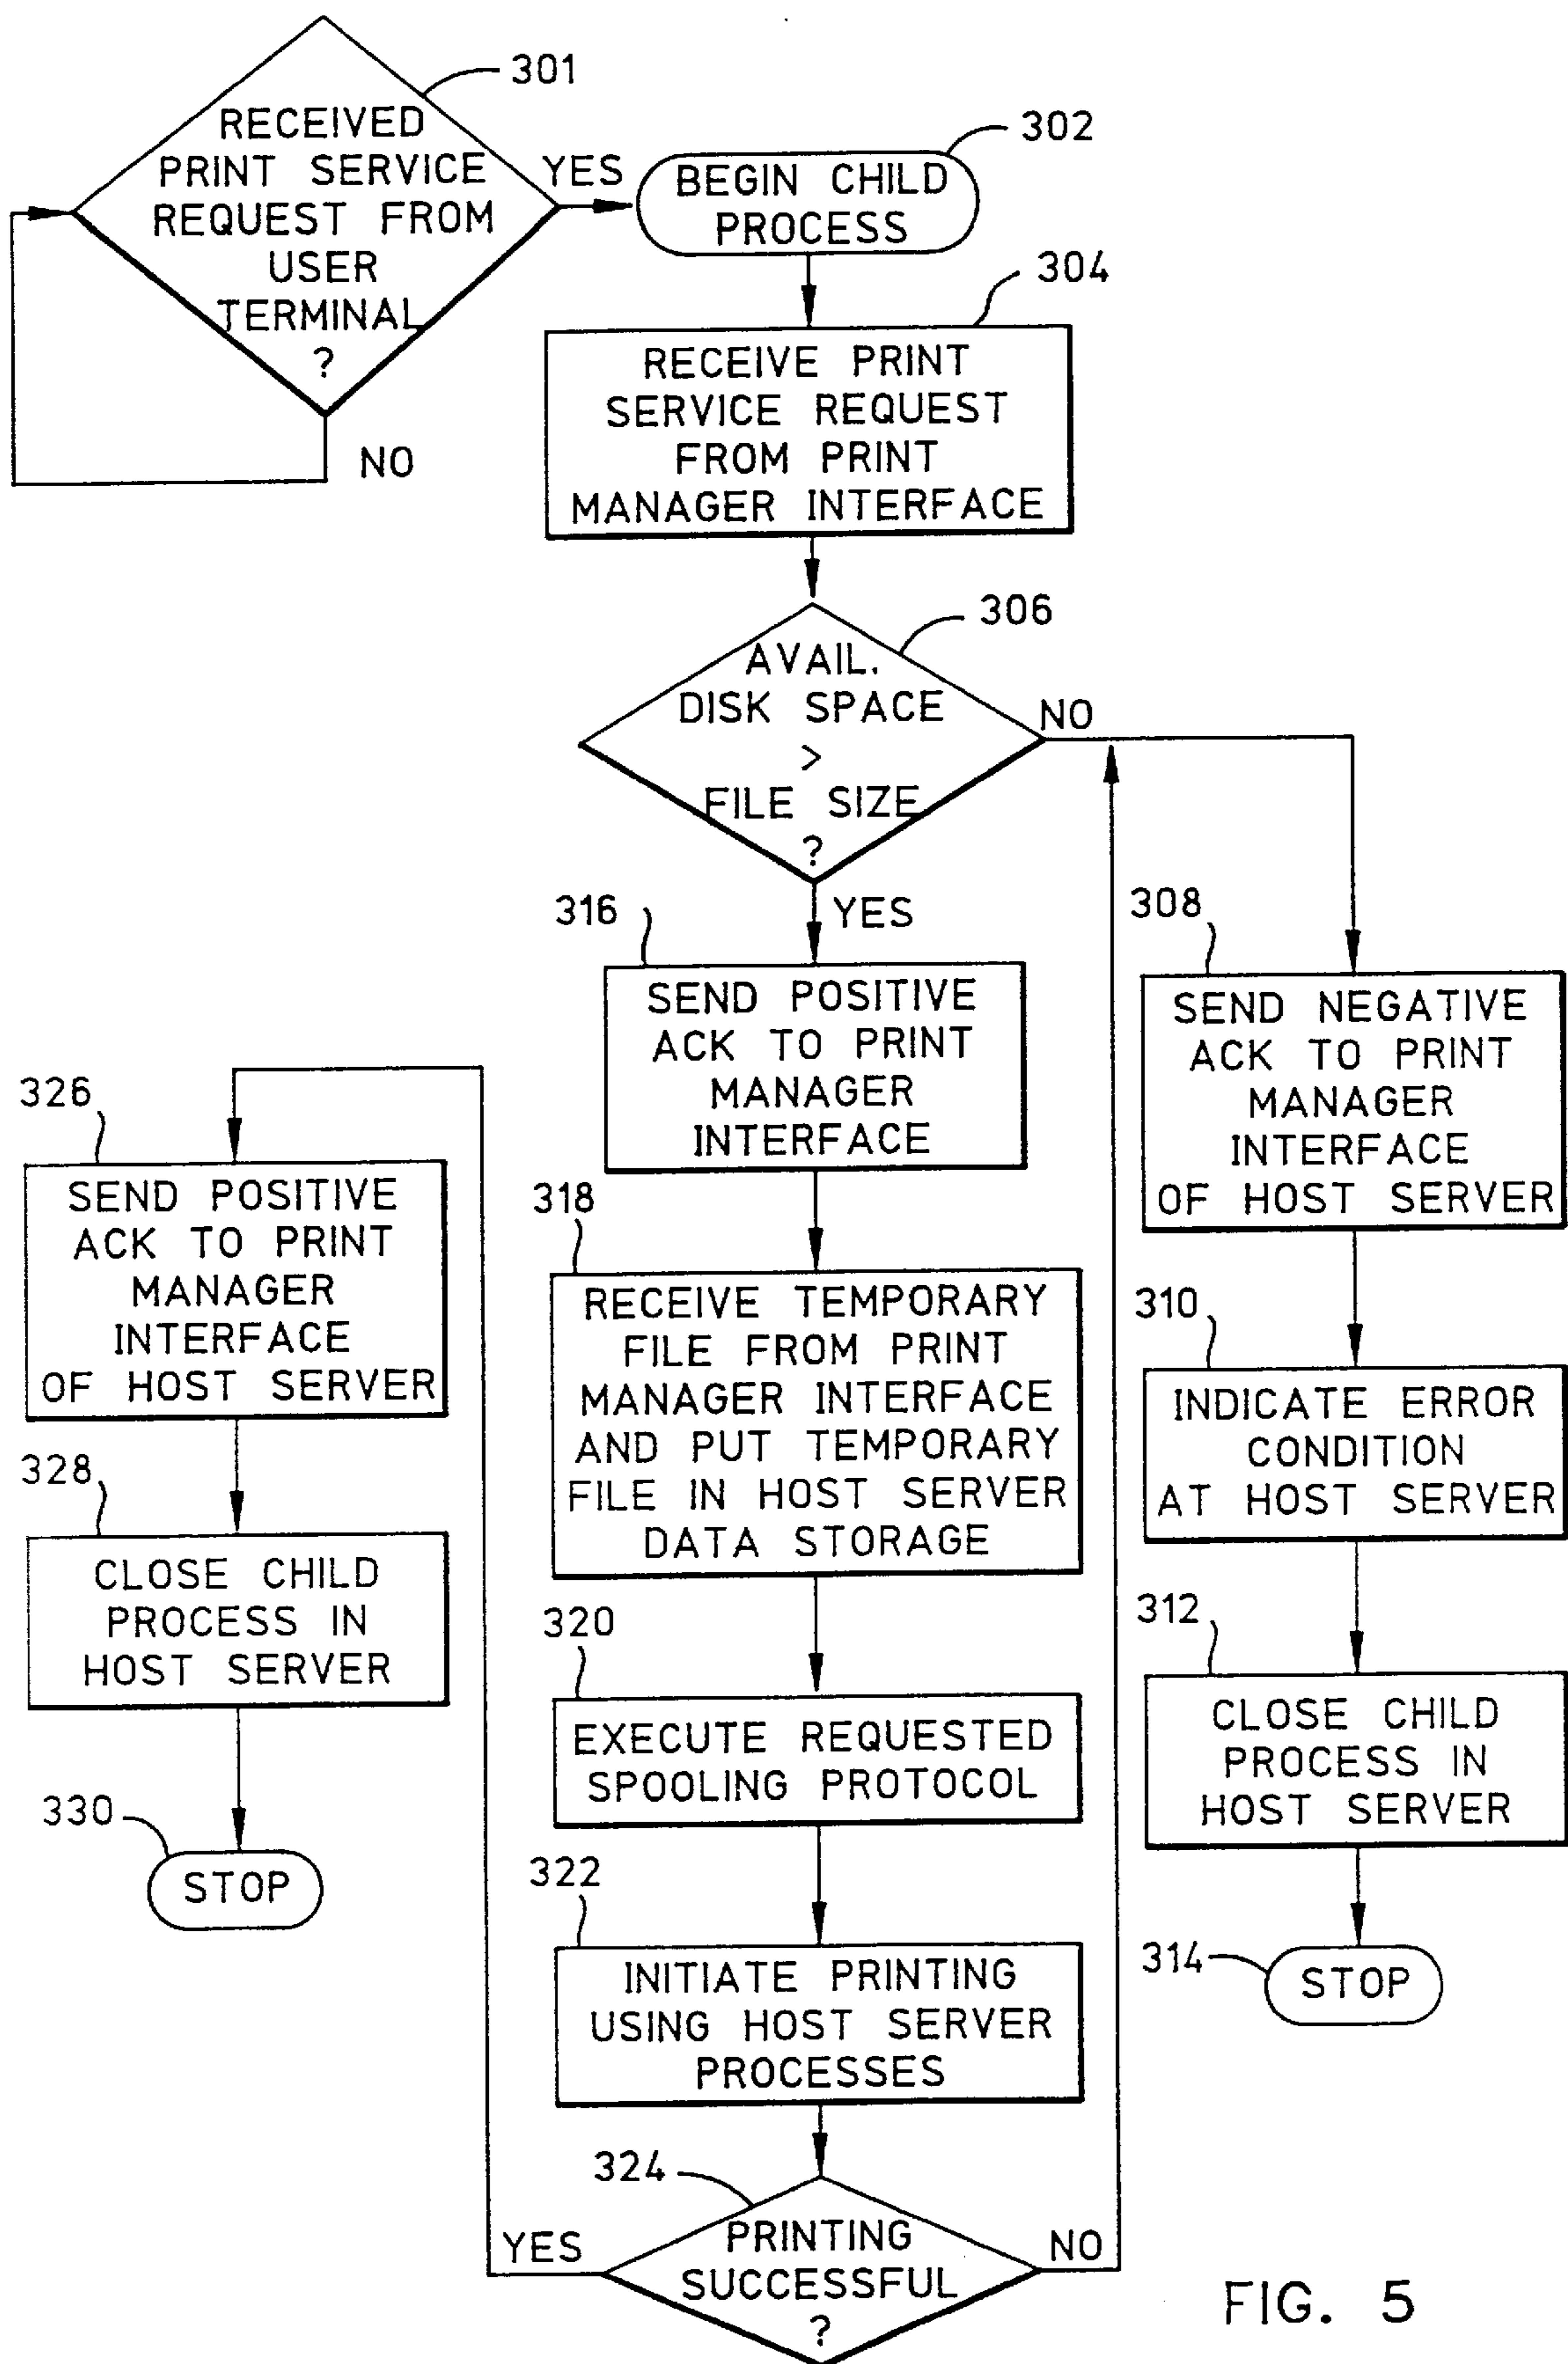 301
RECEIVED
PRINT SERVICE
REQUEST FROM
USER
TERMINAL
?
YES
NO
302
BEGIN CHILD
PROCESS
304
RECEIVE PRINT
SERVICE REQUEST
FROM PRINT
MANAGER INTERFACE
306
AVAIL.
DISK SPACE
>
FILE SIZE
?
NO
YES
316
SEND POSITIVE
ACK TO PRINT
MANAGER
INTERFACE
308
SEND NEGATIVE
ACK TO PRINT
MANAGER
INTERFACE
OF HOST SERVER
326
SEND POSITIVE
ACK TO PRINT
MANAGER
INTERFACE
OF HOST SERVER
318
RECEIVE TEMPORARY
FILE FROM PRINT
MANAGER INTERFACE
AND PUT TEMPORARY
FILE IN HOST SERVER
DATA STORAGE
310
INDICATE ERROR
CONDITION
AT HOST SERVER
328
CLOSE CHILD
PROCESS IN
HOST SERVER
320
EXECUTE REQUESTED
SPOOLING PROTOCOL
312
CLOSE CHILD
PROCESS IN
HOST SERVER
330
STOP
322
INITIATE PRINTING
USING HOST SERVER
PROCESSES
314
STOP
324
PRINTING
SUCCESSFUL
?
YES
NO
FIG. 5